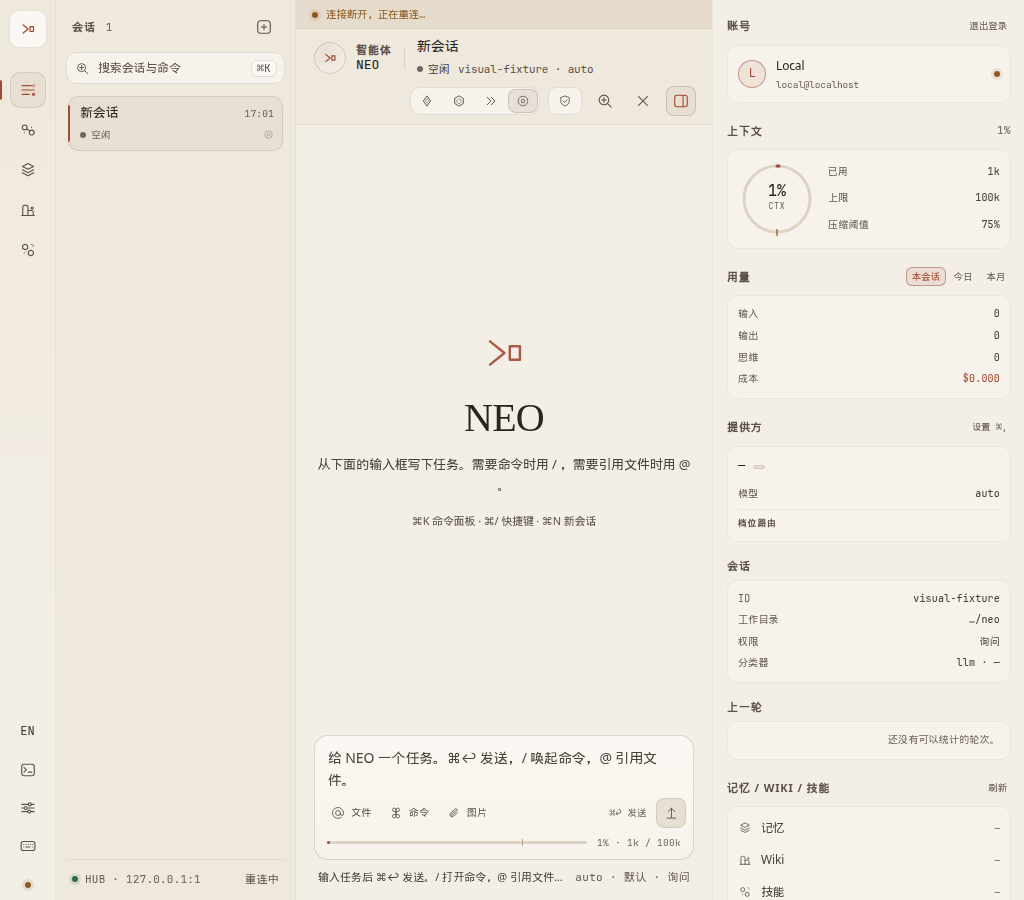 会话 1
搜索会话与命令 ⌘K
新会话 17:01
空闲
EN
HUB · 127.0.0.1:1 重连中
连接断开，正在重连…
智能体
NEO
新会话
空闲 visual-fixture · auto
NEO
从下面的输入框写下任务。需要命令时用 / ，需要引用文件时用 @
。
⌘K 命令面板 · ⌘/ 快捷键 · ⌘N 新会话
给 NEO 一个任务。⌘↩ 发送，/ 唤起命令，@ 引用文
件。
文件 命令 图片 ⌘↩ 发送
1% · 1k / 100k
输入任务后 ⌘↩ 发送。/ 打开命令，@ 引用文件… auto · 默认 · 询问
账号 退出登录
L
Local
local@localhost
上下文 1%
1%
CTX
已用 1k
上限 100k
压缩阈值 75%
用量 本会话 今日 本月
输入 0
输出 0
思维 0
成本 $0.000
提供方 设置 ⌘,
—
模型 auto
档位路由
会话
ID visual-fixture
工作目录 …/neo
权限 询问
分类器 llm · —
上一轮
还没有可以统计的轮次。
记忆 / WIKI / 技能 刷新
记忆 —
Wiki —
技能 —